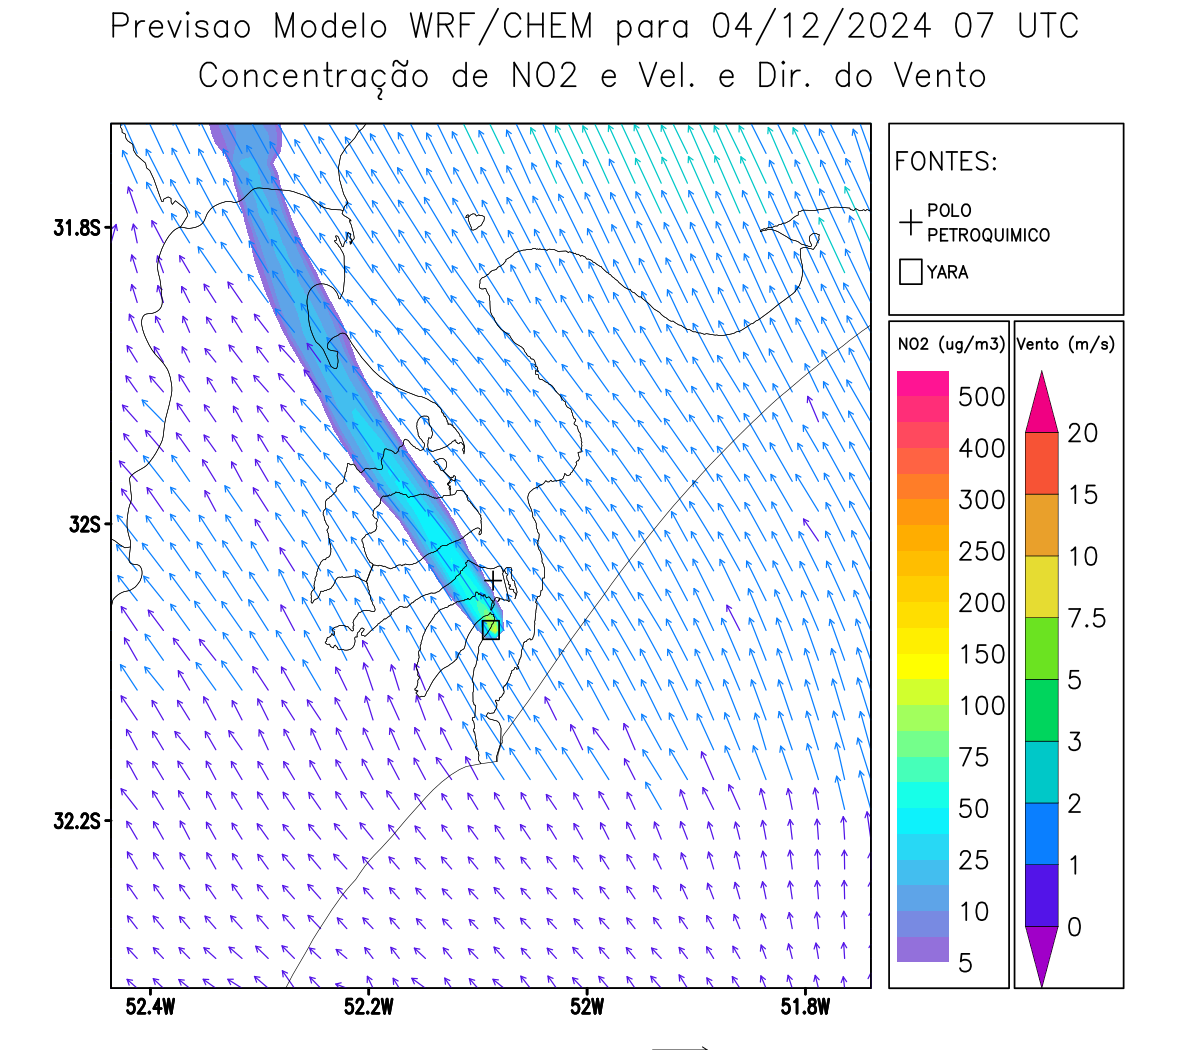 Previsao Modelo WRF/CHEM para 04/12/2024 07 UTC
Concentração de NO2 e Vel. e Dir. do Vento
FONTES:
POLO
PETROQUIMICO
YARA
NO2 (ug/m3)
500
400
300
250
200
150
100
75
50
25
10
5
Vento (m/s)
20
15
10
7.5
5
3
2
1
0
31.8S
32S
32.2S
52.4W
52.2W
52W
51.8W